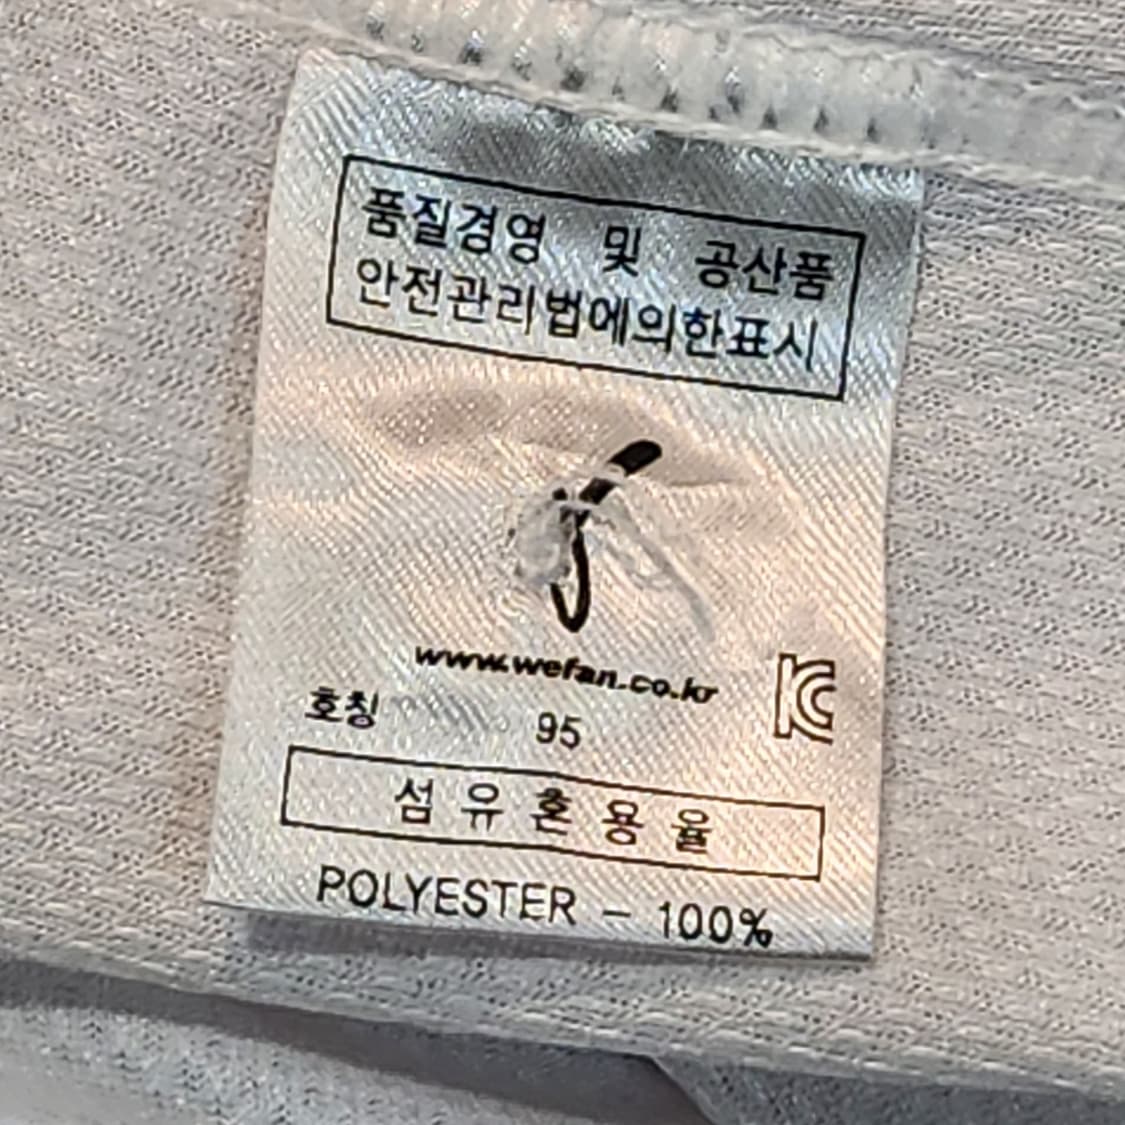 품질경영 및 공산품
안전관리법에의한표시
www.wefan.co.kr
호칭 95
섬유혼용율
POLYESTER - 100%